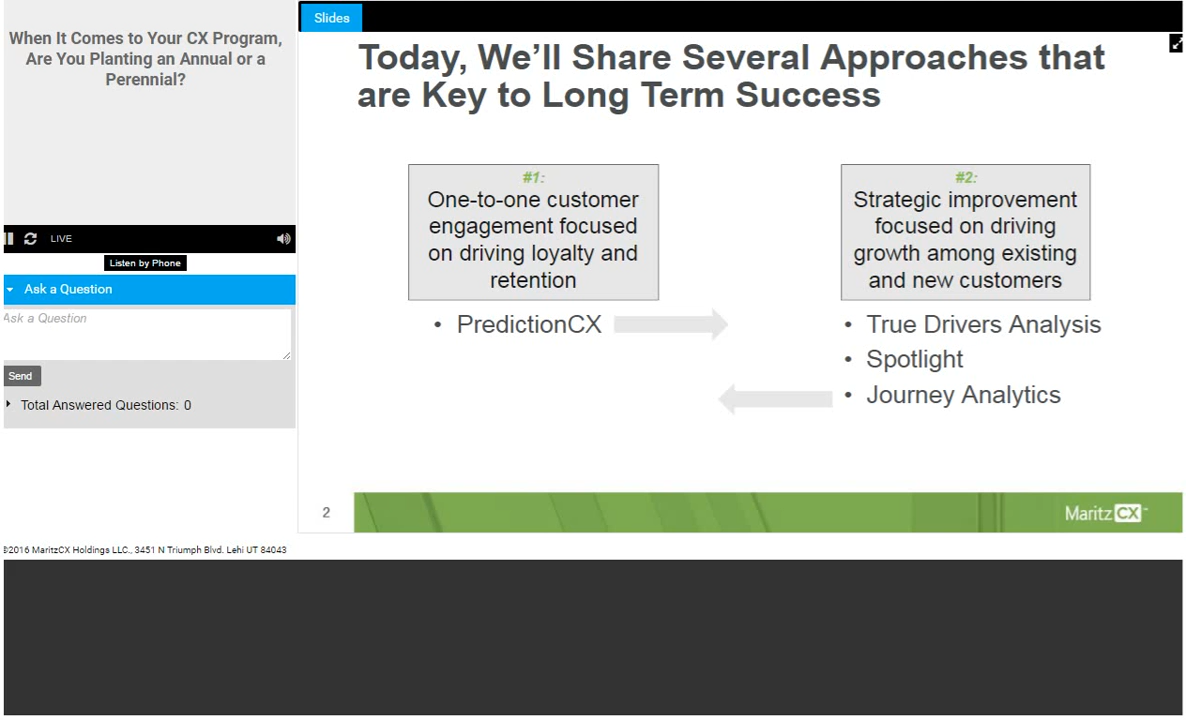 When It Comes to Your CX Program,
Are You Planting an Annual or a
Perennial?
LIVE
Listen by Phone
Ask a Question
Ask a Question
Send
Total Answered Questions: 0
Slides
Today, We'll Share Several Approaches that
are Key to Long Term Success
#1:
One-to-one customer
engagement focused
on driving loyalty and
retention
• PredictionCX
#2:
Strategic improvement
focused on driving
growth among existing
and new customers
• True Drivers Analysis
• Spotlight
• Journey Analytics
2
MaritzCX
©2016 MaritzCX Holdings LLC., 3451 N Triumph Blvd. Lehi UT 84043